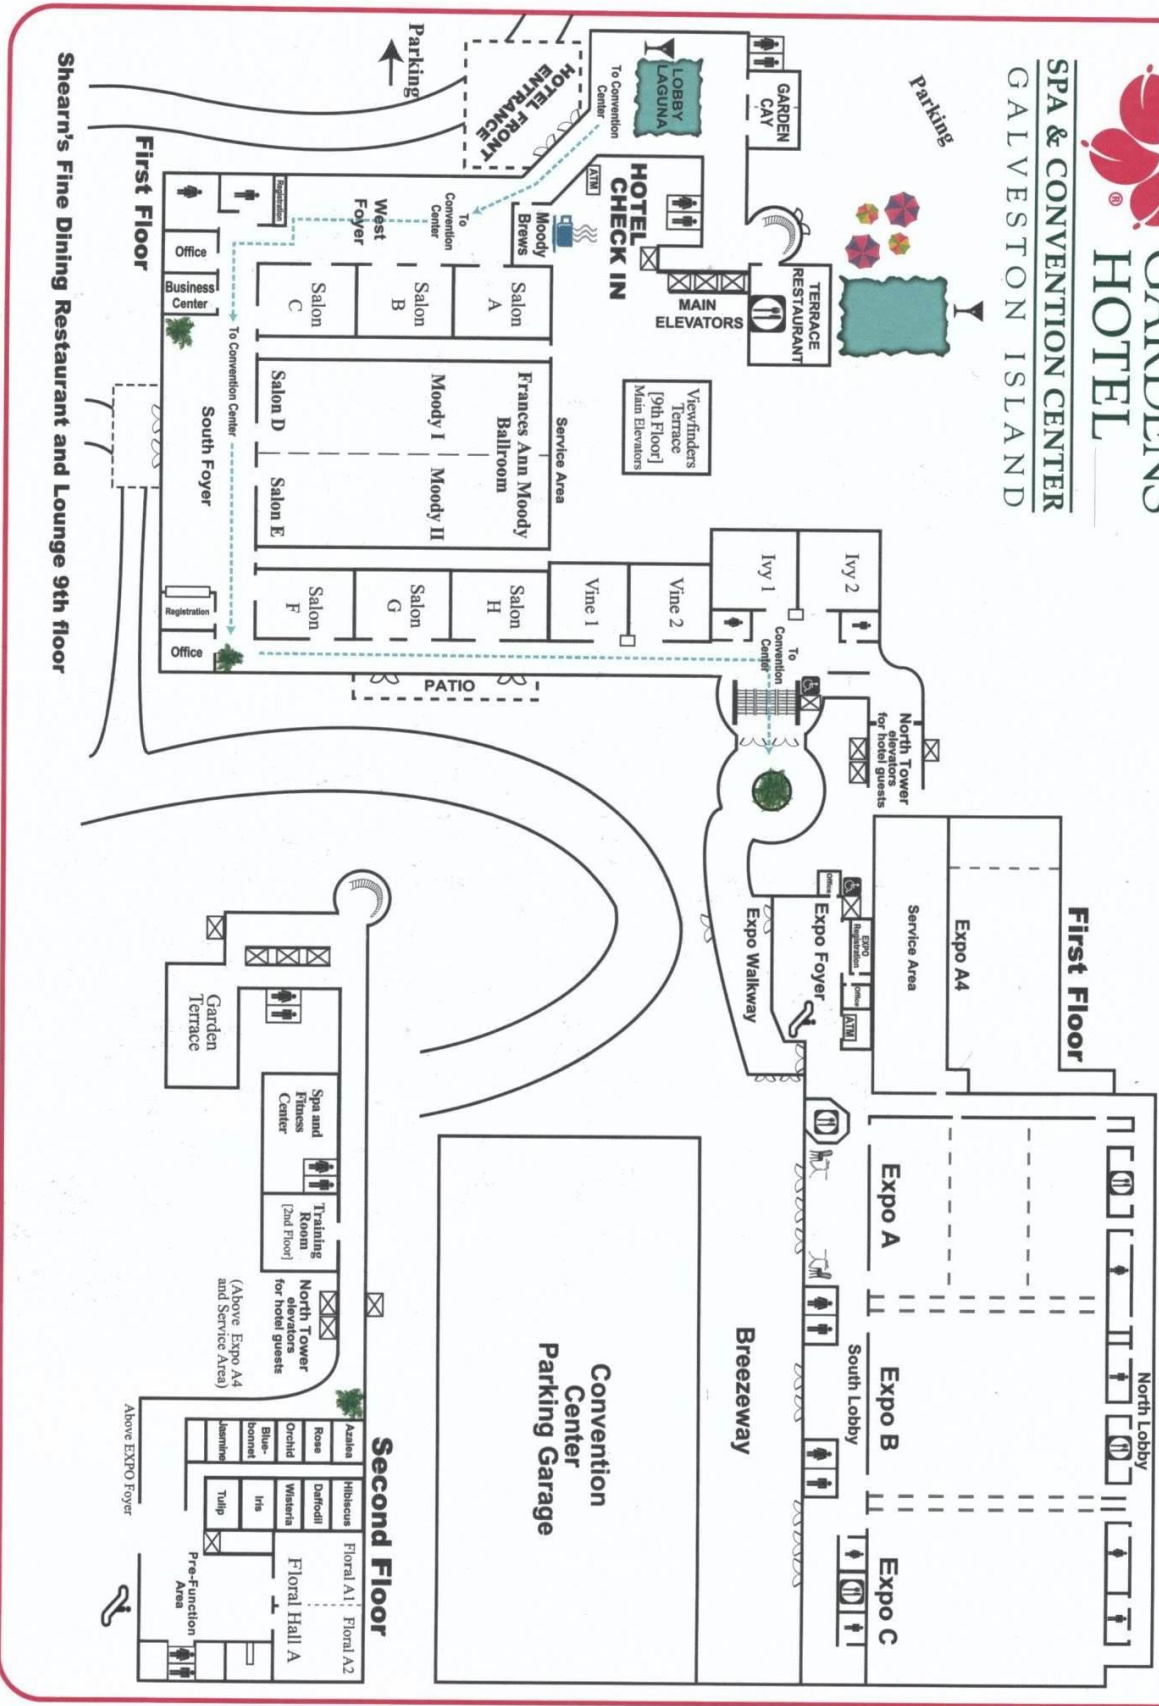 GARDENS
®
HOTEL
SPA & CONVENTION CENTER
GALVESTON ISLAND
Parking
Parking
HOTEL FRONT
ENTRANCE
LOBBY
LAGUNA
To Convention
Center
GARDEN
CAY
HOTEL
CHECK IN
ATM
Moody
Brews
To
Convention
Center
West
Foyer
TERRACE
RESTAURANT
MAIN
ELEVATORS
Viewfinders
Terrace
[9th Floor]
Main Elevators
First Floor
Registration
Office
Business
Center
Salon
A
Salon
B
Salon
C
To Convention Center
South Foyer
Service Area
Frances Ann Moody
Ballroom
Moody I
Moody II
Salon D
Salon E
Salon
F
Salon
G
Salon
H
Vine 1
Vine 2
Ivy 1
Ivy 2
Registration
Office
PATIO
To
Convention
Center
North Tower
elevators
for hotel guests
Shearn's Fine Dining Restaurant and Lounge 9th floor
First Floor
Expo A4
Service Area
Office
EXPO
Registration
Office
ATM
Expo Foyer
Expo Walkway
Expo A
Expo B
Expo C
North Lobby
South Lobby
Breezeway
Convention
Center
Parking Garage
Second Floor
Garden
Terrace
Spa and
Fitness
Center
Training
Room
[2nd Floor]
North Tower
elevators
for hotel guests
(Above Expo A4
and Service Area)
Above EXPO Foyer
Azalea
Rose
Orchid
Blue-
bonnet
Jasmine
Hibiscus
Daffodil
Wisteria
Iris
Tulip
Floral A1
Floral A2
Floral Hall A
Pre-Function
Area